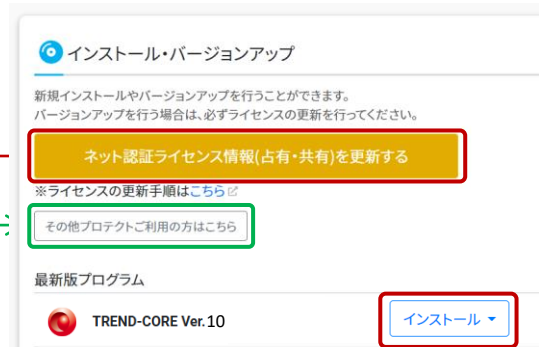 インストール・バージョンアップ
新規インストールやバージョンアップを行うことができます。
バージョンアップを行う場合は、必ずライセンスの更新を行ってください。
ネット認証ライセンス情報(占有・共有)を更新する
※ライセンスの更新手順はこちら
その他プロテクトご利用の方はこちら
最新版プログラム
TREND-CORE Ver.10
インストール